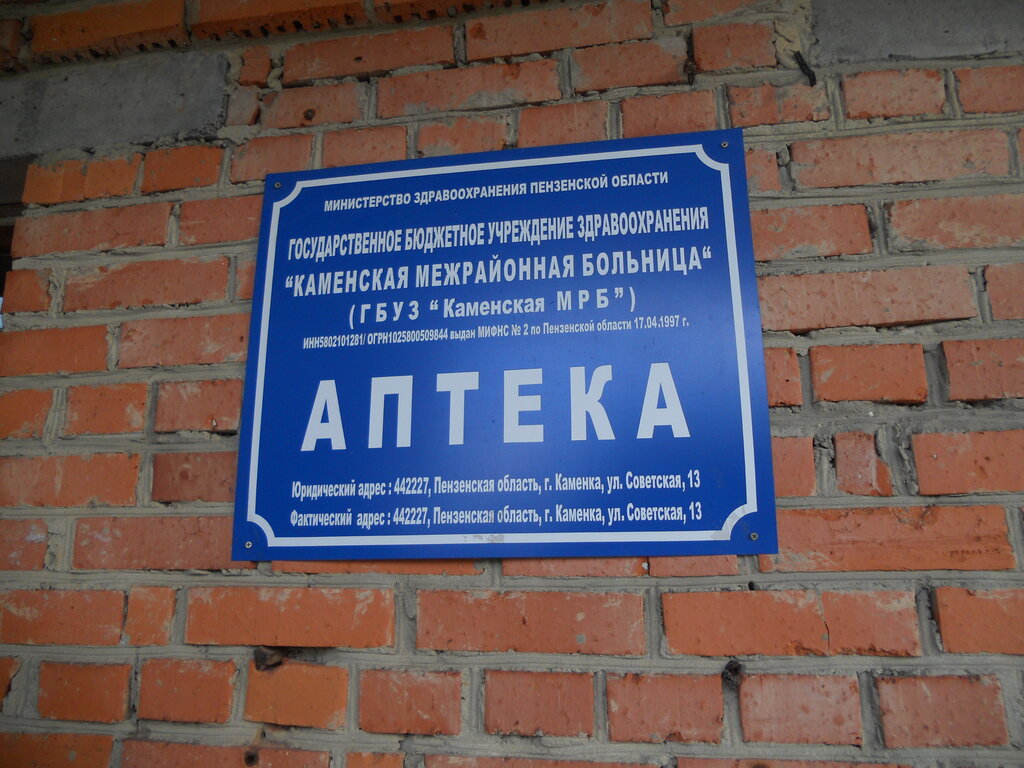 МИНИСТЕРСТВО ЗДРАВООХРАНЕНИЯ ПЕНЗЕНСКОЙ ОБЛАСТИ
ГОСУДАРСТВЕННОЕ БЮДЖЕТНОЕ УЧРЕЖДЕНИЕ ЗДРАВООХРАНЕНИЯ
“КАМЕНСКАЯ МЕЖРАЙОННАЯ БОЛЬНИЦА“
(ГБУЗ “Каменская МРБ”)
ИНН5802101281/ ОГРН1025800509844 выдан МИФНС № 2 по Пензенской области 17.04.1997 г.
АПТЕКА
Юридический адрес : 442227, Пензенская область, г. Каменка, ул. Советская, 13
Фактический адрес : 442227, Пензенская область, г. Каменка, ул. Советская, 13